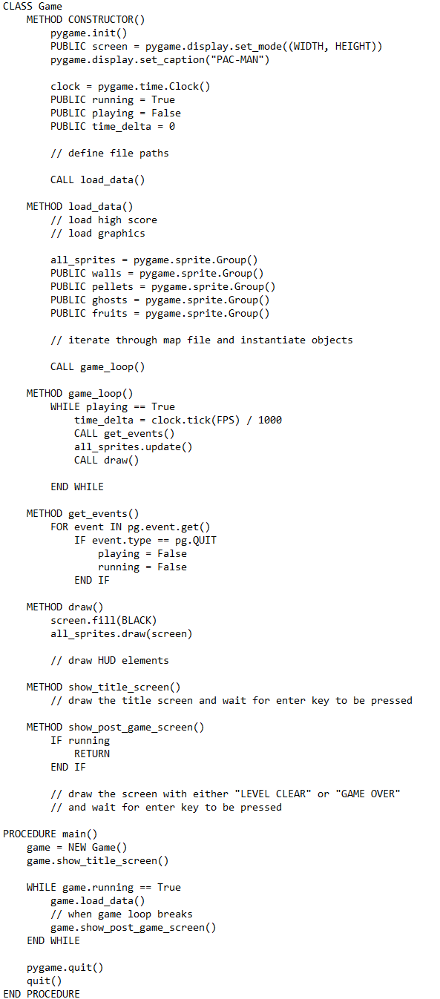 CLASS Game
METHOD CONSTRUCTOR()
pygame.init()
PUBLIC screen = pygame.display.set_mode((WIDTH, HEIGHT))
pygame.display.set_caption("PAC-MAN")
clock = pygame.time.Clock()
PUBLIC running = True
PUBLIC playing = False
PUBLIC time_delta = 0
// define file paths
CALL load_data()
METHOD load_data()
// load high score
// load graphics
all_sprites = pygame.sprite.Group()
PUBLIC walls = pygame.sprite.Group()
PUBLIC pellets = pygame.sprite.Group()
PUBLIC ghosts = pygame.sprite.Group()
PUBLIC fruits = pygame.sprite.Group()
// iterate through map file and instantiate objects
CALL game_loop()
METHOD game_loop()
WHILE playing == True
time_delta = clock.tick(FPS) / 1000
CALL get_events()
all_sprites.update()
CALL draw()
END WHILE
METHOD get_events()
FOR event IN pg.event.get()
IF event.type == pg.QUIT
playing = False
running = False
END IF
METHOD draw()
screen.fill(BLACK)
all_sprites.draw(screen)
// draw HUD elements
METHOD show_title_screen()
// draw the title screen and wait for enter key to be pressed
METHOD show_post_game_screen()
IF running
RETURN
END IF
// draw the screen with either "LEVEL CLEAR" or "GAME OVER"
// and wait for enter key to be pressed
PROCEDURE main()
game = NEW Game()
game.show_title_screen()
WHILE game.running == True
game.load_data()
// when game loop breaks
game.show_post_game_screen()
END WHILE
pygame.quit()
quit()
END PROCEDURE